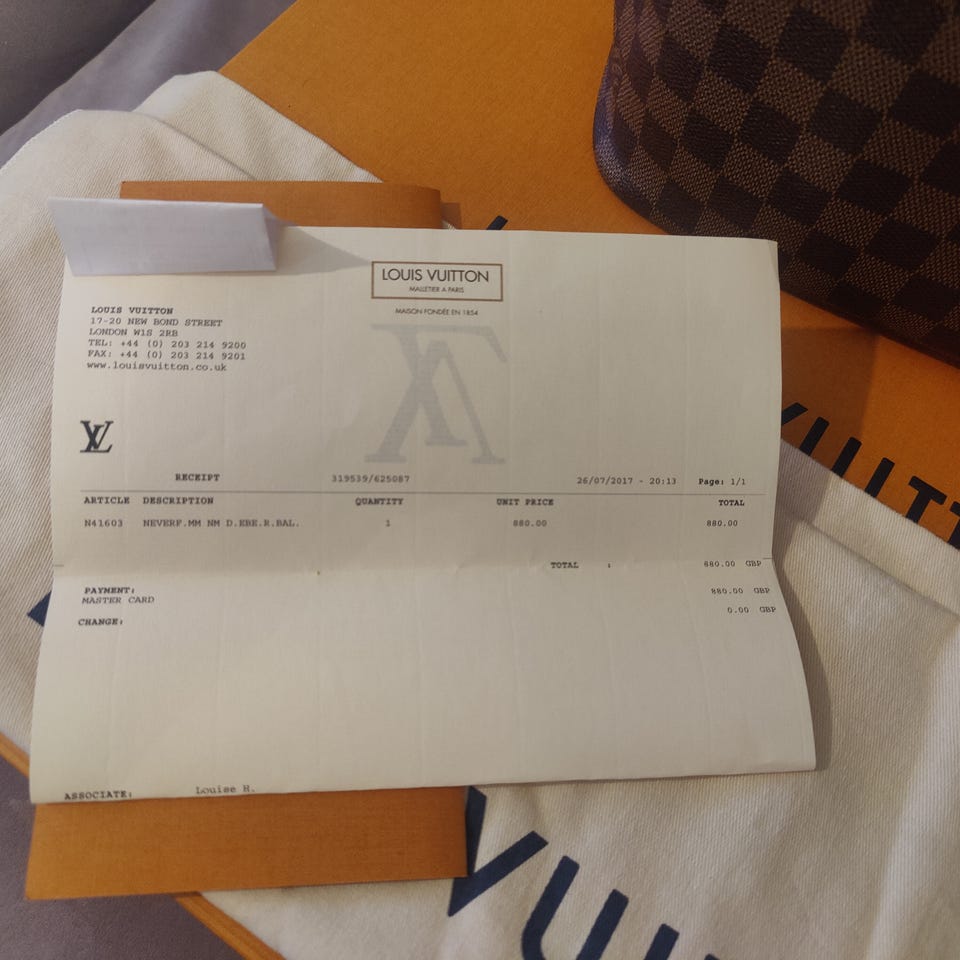 LOUIS VUITTON
MALLETIER A PARIS
MAISON FONDÉE EN 1854
LOUIS VUITTON
17-20 NEW BOND STREET
LONDON W1S 2RB
TEL: +44 (0) 203 214 9200
FAX: +44 (0) 203 214 9201
www.louisvuitton.co.uk
LV
RECEIPT 319539/625087 26/07/2017 - 20:13 Page: 1/1
ARTICLE DESCRIPTION QUANTITY UNIT PRICE TOTAL
N41603 NEVERF.MM NM D.EBE.R.BAL. 1 880.00 880.00
TOTAL : 680.00 GBP
PAYMENT: 880.00 GBP
MASTER CARD
CHANGE: 0.00 GBP
ASSOCIATE: Louise R.
VUITT
VUI